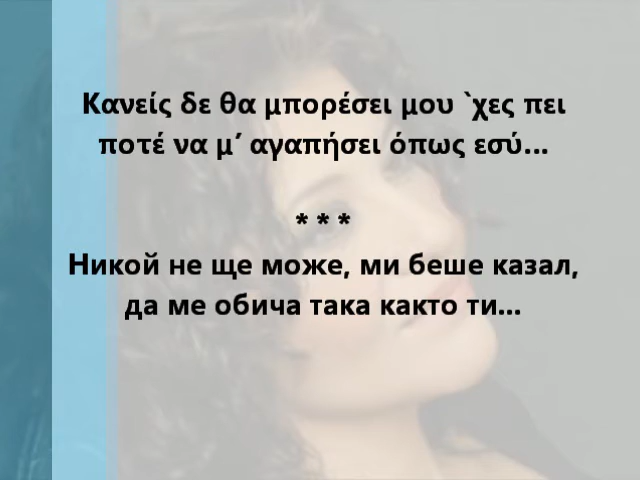 Κανείς δε θα μπορέσει μου `χες πει
ποτέ να μ’ αγαπήσει όπως εσύ...
* * *
Никой не ще може, ми беше казал,
да ме обича така както ти...